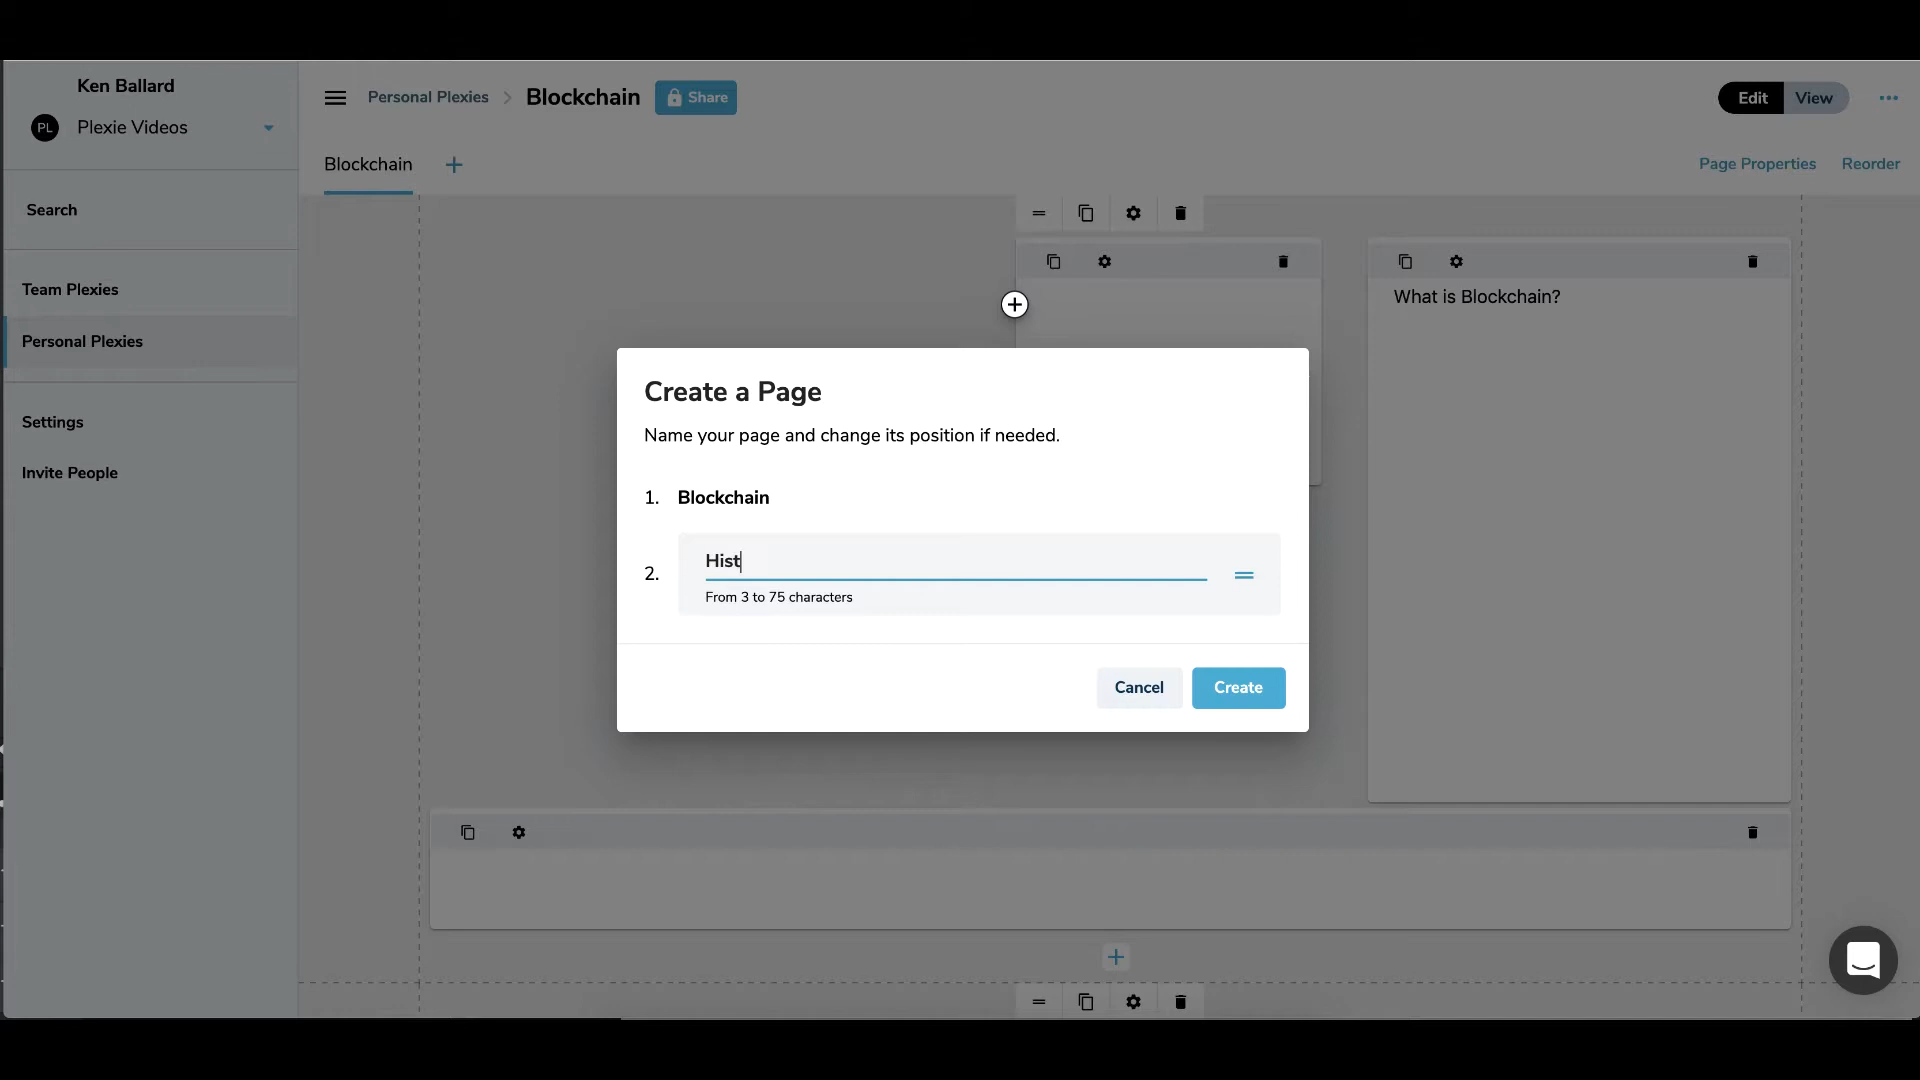 Ken Ballard
PL Plexie Videos
Search
Team Plexies
Personal Plexies
Settings
Invite People
Personal Plexies > Blockchain Share
Edit View
Blockchain +
Page Properties Reorder
What is Blockchain?
Create a Page
Name your page and change its position if needed.
1. Blockchain
2. Hist
From 3 to 75 characters
Cancel Create